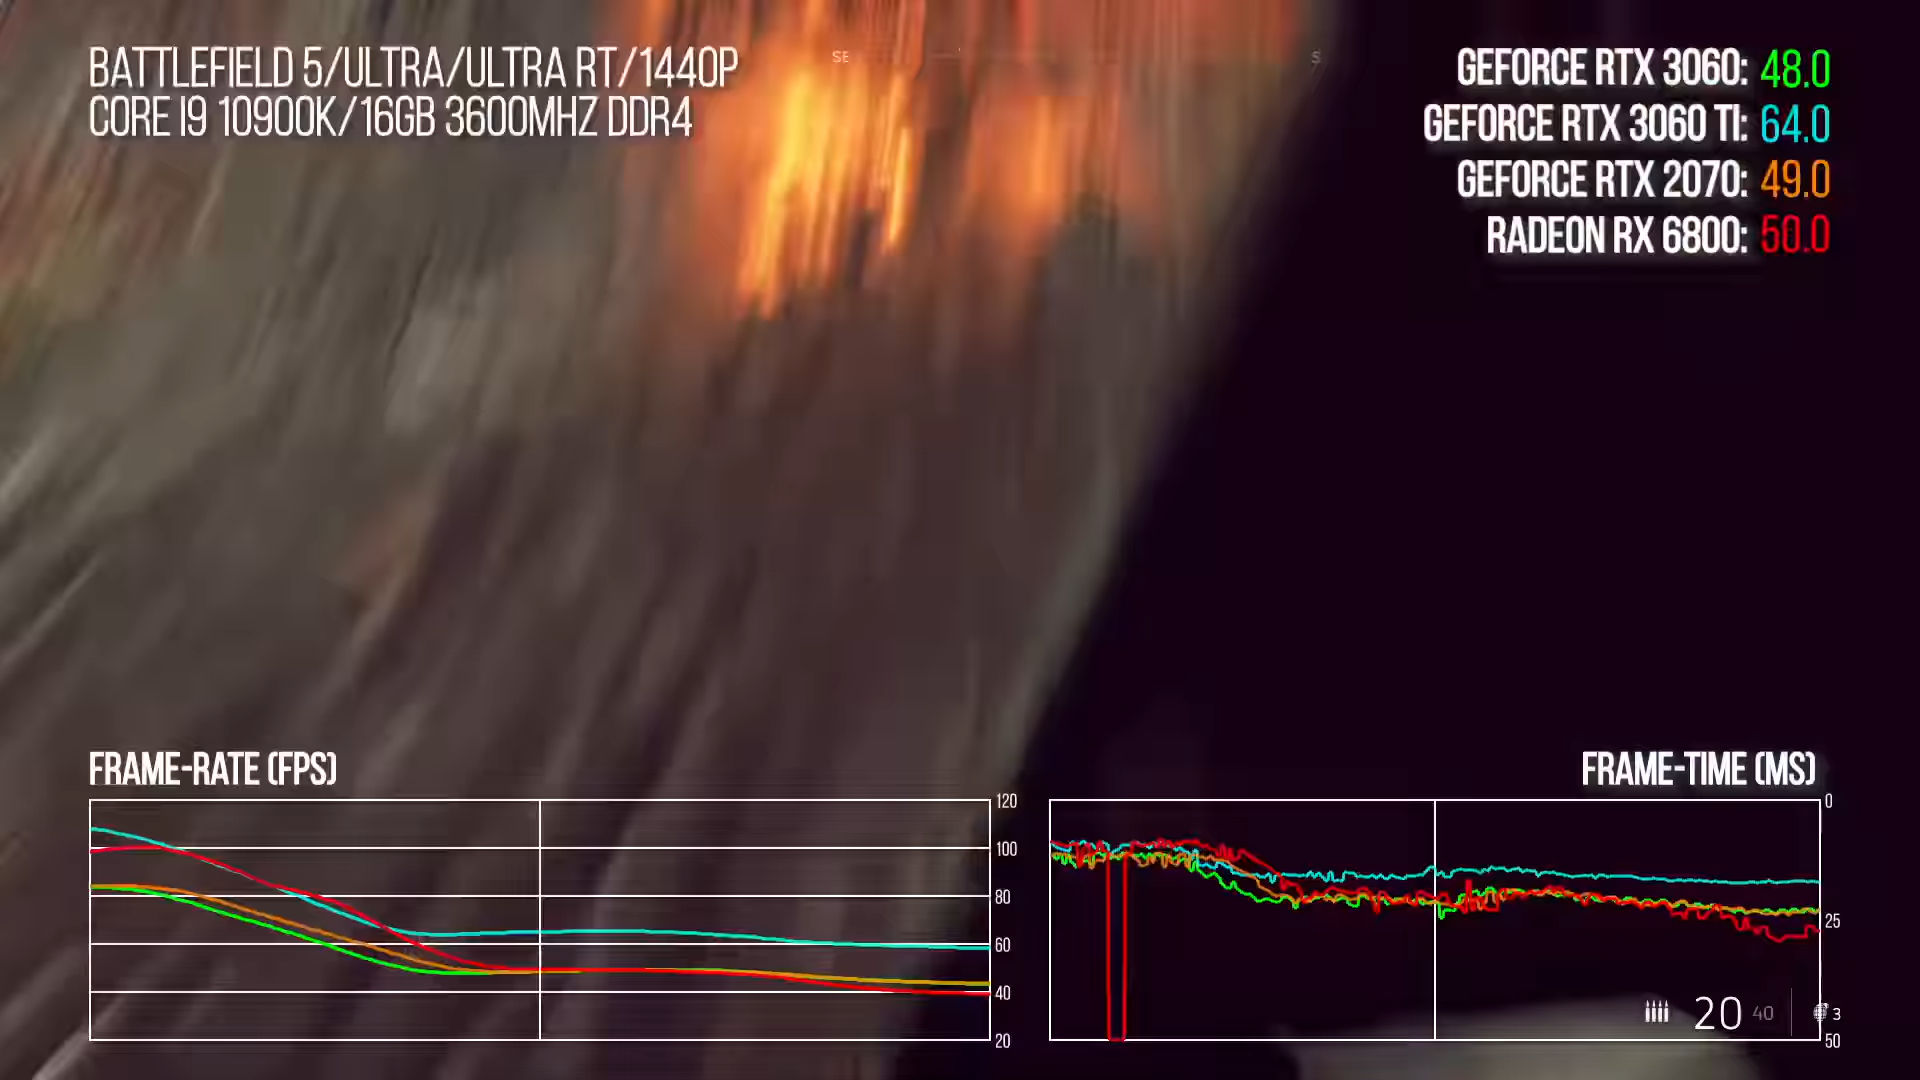 BATTLEFIELD 5/ULTRA/ULTRA RT/1440P
CORE I9 10900K/16GB 3600MHZ DDR4
SE
S
GEFORCE RTX 3060: 48.0
GEFORCE RTX 3060 TI: 64.0
GEFORCE RTX 2070: 49.0
RADEON RX 6800: 50.0
FRAME-RATE (FPS)
120
100
80
60
40
20
FRAME-TIME (MS)
0
25
50
20 40
3